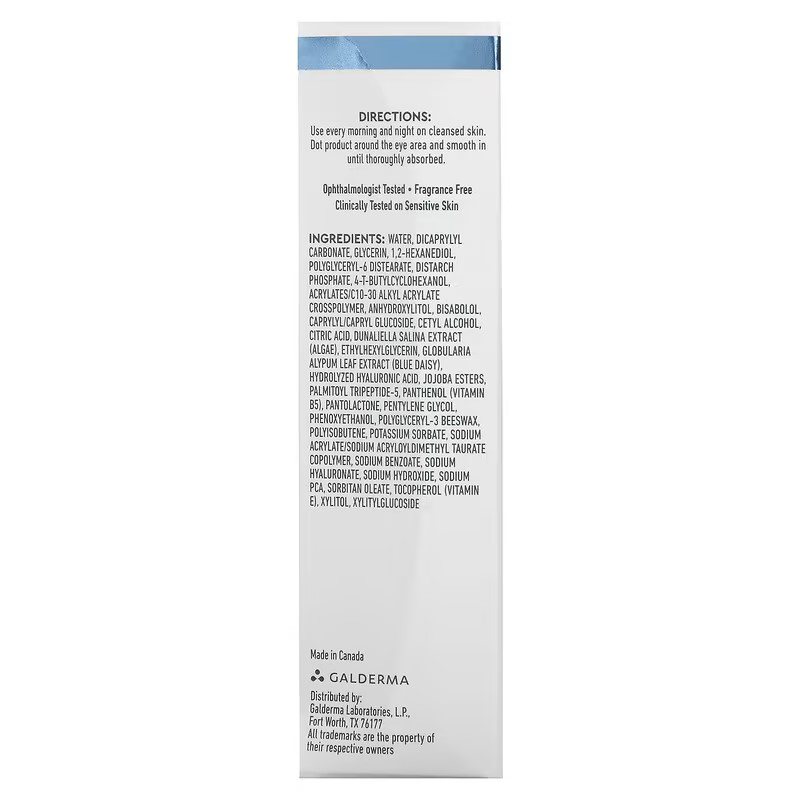 DIRECTIONS:
Use every morning and night on cleansed skin.
Dot product around the eye area and smooth in
until thoroughly absorbed.
Ophthalmologist Tested • Fragrance Free
Clinically Tested on Sensitive Skin
INGREDIENTS: WATER, DICAPRYLYL
CARBONATE, GLYCERIN, 1,2-HEXANEDIOL,
POLYGLYCERYL-6 DISTEARATE, DISTARCH
PHOSPHATE, 4-T-BUTYLCYCLOHEXANOL,
ACRYLATES/C10-30 ALKYL ACRYLATE
CROSSPOLYMER, ANHYDROXYLITOL, BISABOLOL,
CAPRYLYL/CAPRYL GLUCOSIDE, CETYL ALCOHOL,
CITRIC ACID, DUNALIELLA SALINA EXTRACT
(ALGAE), ETHYLHEXYLGLYCERIN, GLOBULARIA
ALYPUM LEAF EXTRACT (BLUE DAISY),
HYDROLYZED HYALURONIC ACID, JOJOBA ESTERS,
PALMITOYL TRIPEPTIDE-5, PANTHENOL (VITAMIN
B5), PANTOLACTONE, PENTYLENE GLYCOL,
PHENOXYETHANOL, POLYGLYCERYL-3 BEESWAX,
POLYISOBUTENE, POTASSIUM SORBATE, SODIUM
ACRYLATE/SODIUM ACRYLOYLDIMETHYL TAURATE
COPOLYMER, SODIUM BENZOATE, SODIUM
HYALURONATE, SODIUM HYDROXIDE, SODIUM
PCA, SORBITAN OLEATE, TOCOPHEROL (VITAMIN
E), XYLITOL, XYLITYLGLUCOSIDE
Made in Canada
GALDERMA
Distributed by:
Galderma Laboratories, L.P.,
Fort Worth, TX 76177
All trademarks are the property of
their respective owners